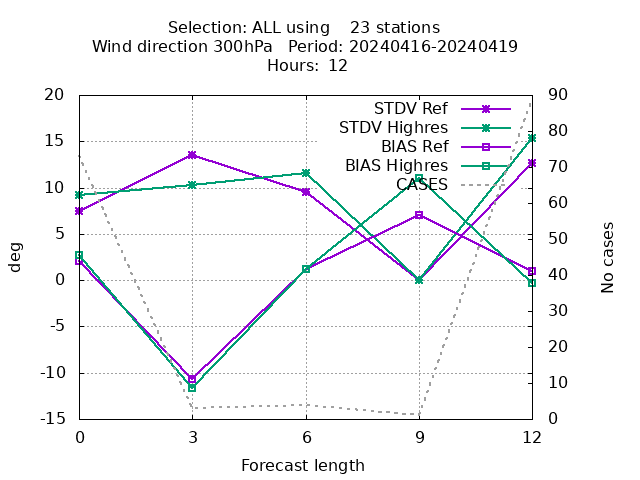 Selection: ALL using    23 stations
Wind direction 300hPa   Period: 20240416-20240419
Hours: 12
20
15
10
5
0
-5
-10
-15
deg
90
80
70
60
50
40
30
20
10
0
No cases
STDV Ref
STDV Highres
BIAS Ref
BIAS Highres
CASES
0 3 6 9 12
Forecast length